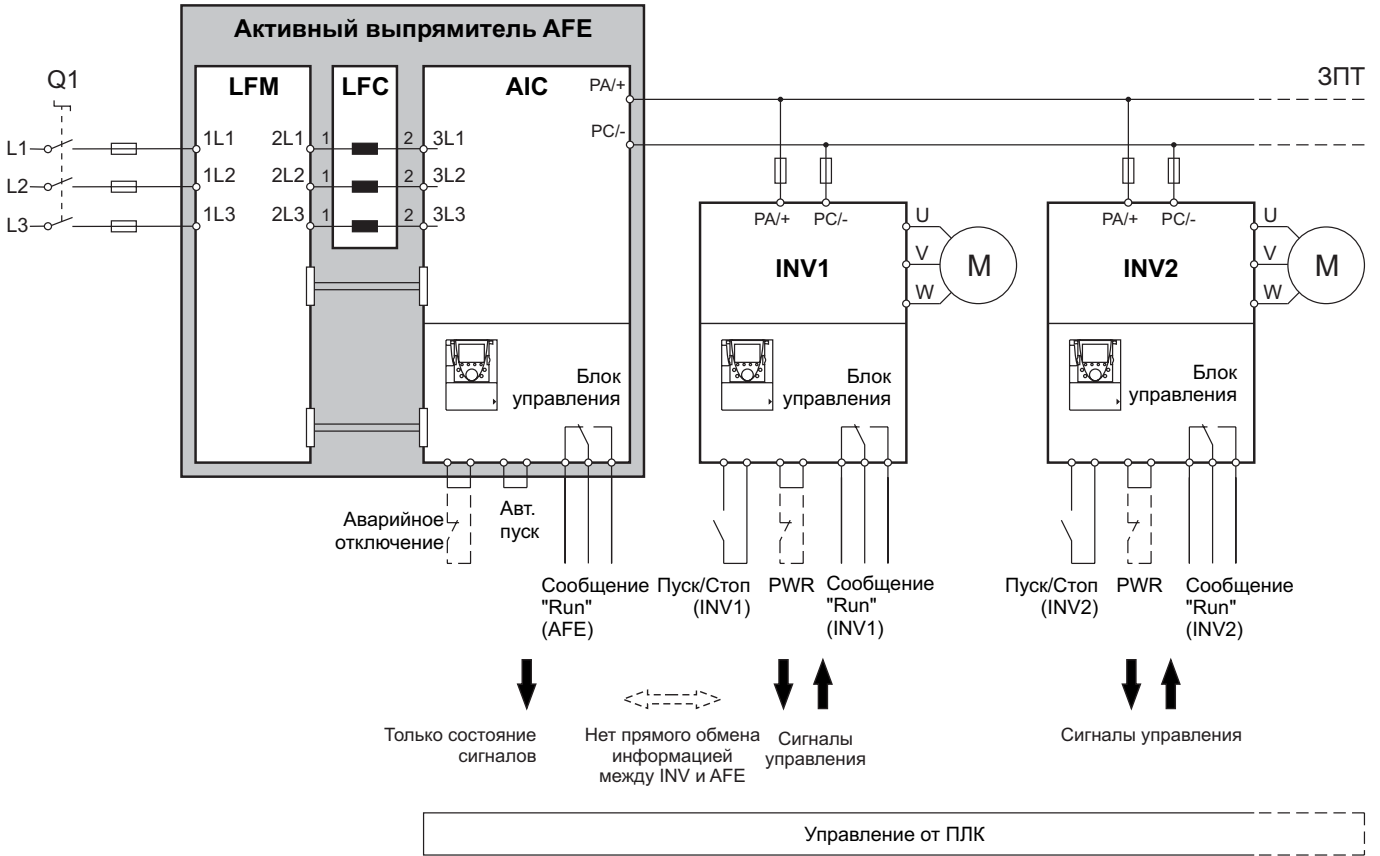 Активный выпрямитель AFE
Q1
LFM
LFC
AIC
PA/+
ЗПТ
PC/-
L1
1L1
2L1
1
2
3L1
L2
1L2
2L2
1
2
3L2
L3
1L3
2L3
1
2
3L3
PA/+
PC/-
U
V
W
INV1
M
PA/+
PC/-
U
V
W
INV2
M
Блок
управления
Блок
управления
Блок
управления
Аварийное
отключение
Авт.
пуск
Сообщение
"Run"
(AFE)
Пуск/Стоп
(INV1)
PWR
Сообщение
"Run"
(INV1)
Пуск/Стоп
(INV2)
PWR
Сообщение
"Run"
(INV2)
Только состояние
сигналов
Нет прямого обмена
информацией
между INV и AFE
Сигналы
управления
Сигналы управления
Управление от ПЛК